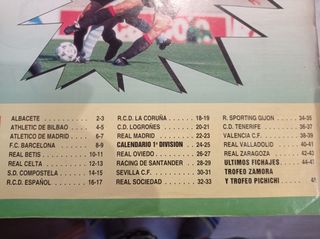 ALBACETE 2-3
ATHLETIC DE BILBAO 4-5
ATLETICO DE MADRID 6-7
F.C. BARCELONA 8-9
REAL BETIS 10-11
REAL CELTA 12-13
S.D. COMPOSTELA 14-15
R.C.D. ESPAÑOL 16-17
R.C.D. LA CORUÑA 18-19
C.D. LOGROÑES 20-21
REAL MADRID 22-23
CALENDARIO 1ª DIVISION 24-25
REAL OVIEDO 26-27
RACING DE SANTANDER 28-29
SEVILLA C.F. 30-31
REAL SOCIEDAD 32-33
R. SPORTING GIJON 34-35
C.D. TENERIFE 36-37
VALENCIA C.F. 38-39
REAL VALLADOLID 40-41
REAL ZARAGOZA 42-43
ULTIMOS FICHAJES 44-47
TROFEO ZAMORA
Y TROFEO PICHICHI